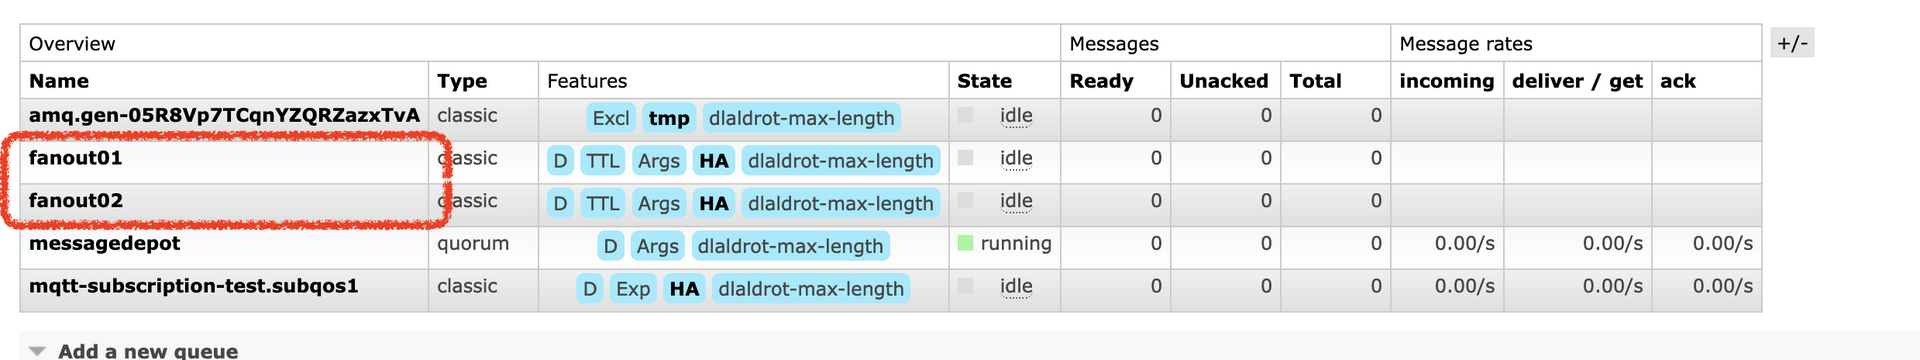 Overview Messages Message rates +/-
Name Type Features State Ready Unacked Total incoming deliver / get ack
amq.gen-05R8Vp7TCqnYZQRZazxTvA classic Excl tmp dlaldrot-max-length idle 0 0 0
fanout01 classic D TTL Args HA dlaldrot-max-length idle 0 0 0
fanout02 classic D TTL Args HA dlaldrot-max-length idle 0 0 0
messagedepot quorum D Args dlaldrot-max-length running 0 0 0 0.00/s 0.00/s 0.00/s
mqtt-subscription-test.subqos1 classic D Exp HA dlaldrot-max-length idle 0 0 0 0.00/s 0.00/s 0.00/s
Add a new queue